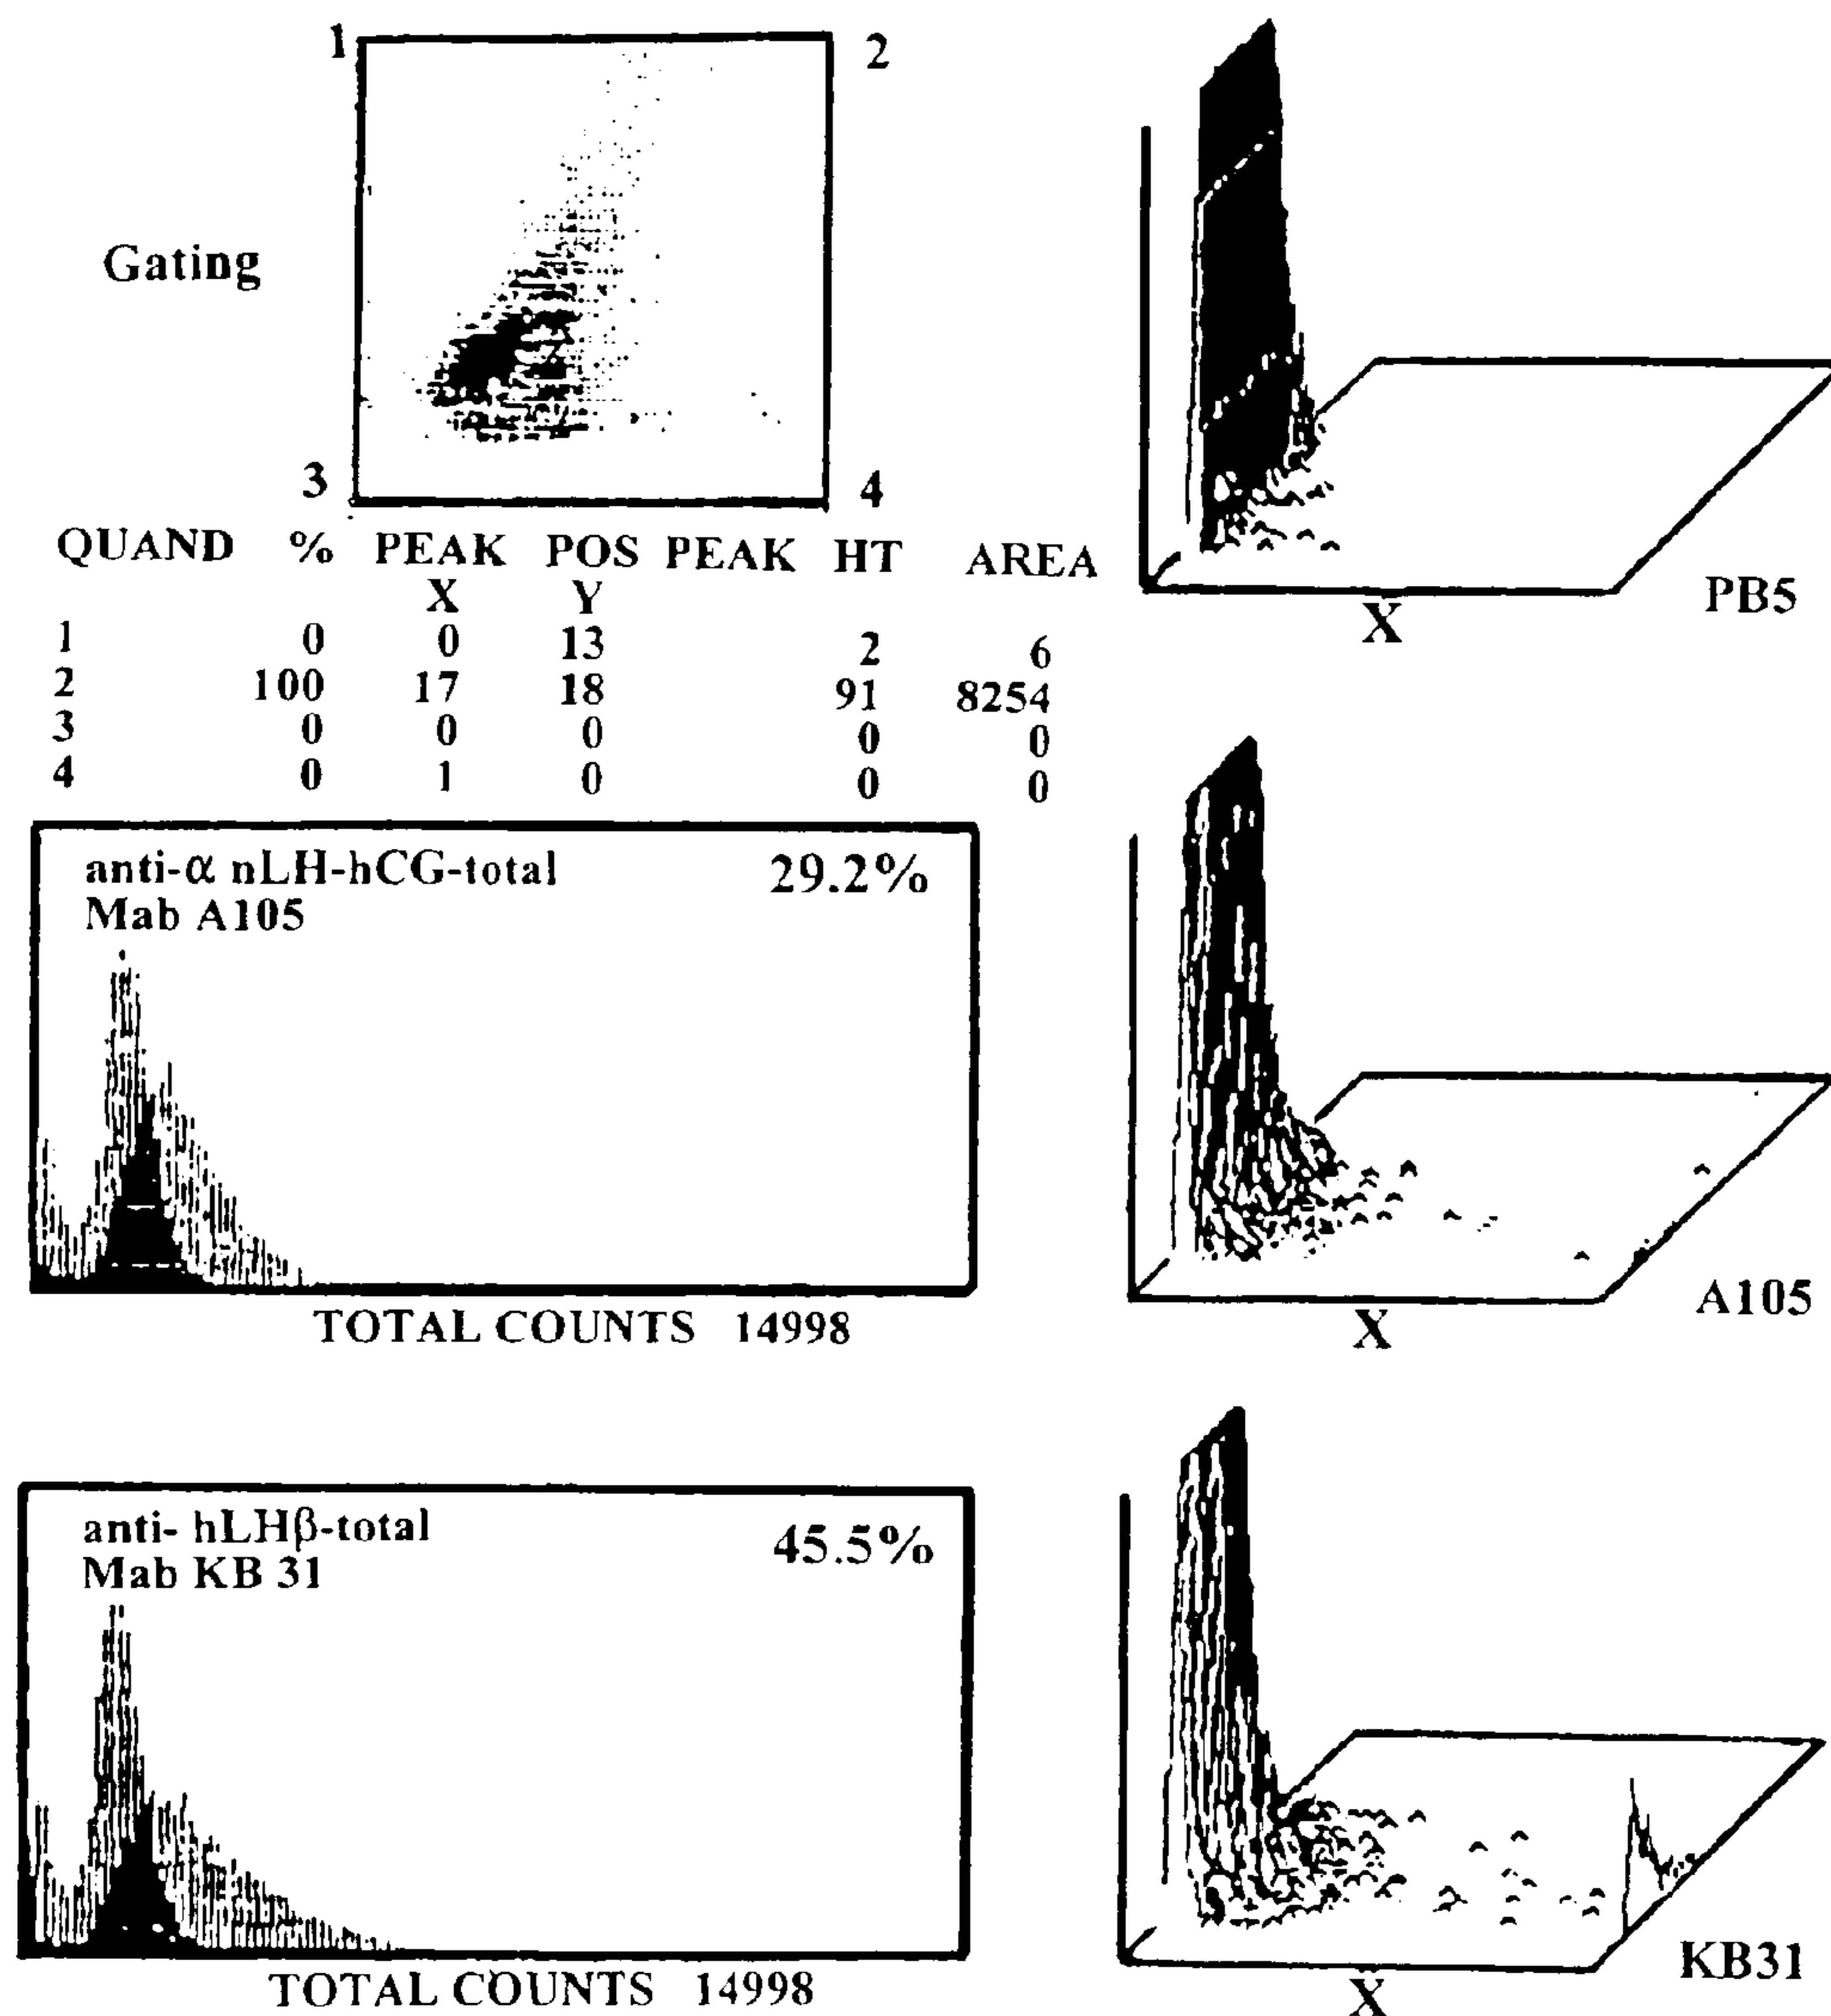 1
2
Gating
3
4
QUAND % PEAK POS PEAK HT AREA
X Y
1 0 0 13 2 6
2 100 17 18 91 8254
3 0 0 0 0 0
4 0 1 0 0 0
X
PB5
anti-α nLH-hCG-total 29.2%
Mab A105
TOTAL COUNTS 14998
X
A105
anti- hLHβ-total 45.5%
Mab KB 31
TOTAL COUNTS 14998
X
KB31